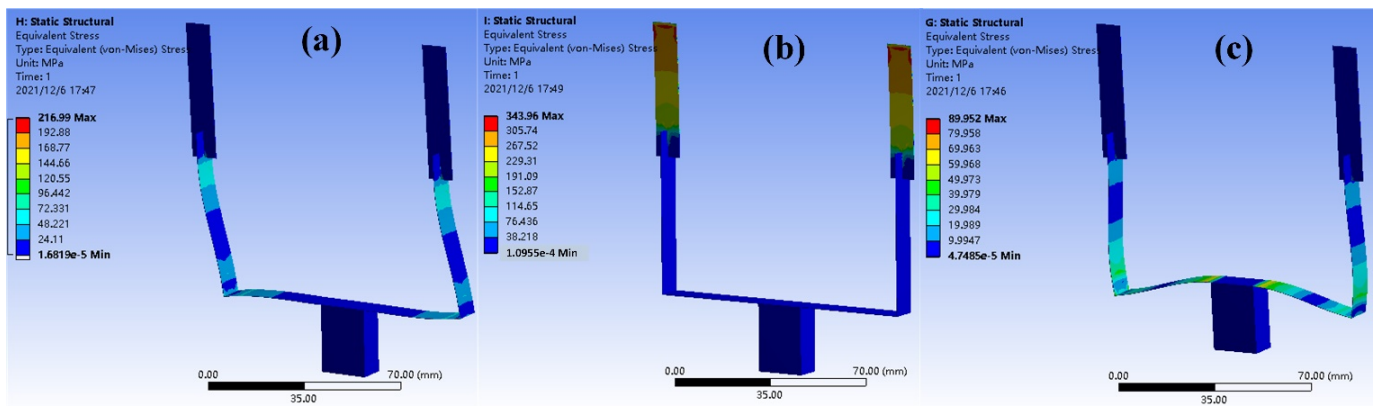 H: Static Structural
Equivalent Stress
Type: Equivalent (von-Mises) Stress
Unit: MPa
Time: 1
2021/12/6 17:47
(a)
216.99 Max
192.88
168.77
144.66
120.55
96.442
72.331
48.221
24.11
1.6819e-5 Min
0.00
70.00 (mm)
35.00
I: Static Structural
Equivalent Stress
Type: Equivalent (von-Mises) Stress
Unit: MPa
Time: 1
2021/12/6 17:49
(b)
343.96 Max
305.74
267.52
229.31
191.09
152.87
114.65
76.436
38.218
1.0955e-4 Min
0.00
70.00 (mm)
35.00
G: Static Structural
Equivalent Stress
Type: Equivalent (von-Mises) Stress
Unit: MPa
Time: 1
2021/12/6 17:46
(c)
89.952 Max
79.958
69.963
59.968
49.973
39.979
29.984
19.989
9.9947
4.7485e-5 Min
0.00
70.00 (mm)
35.00